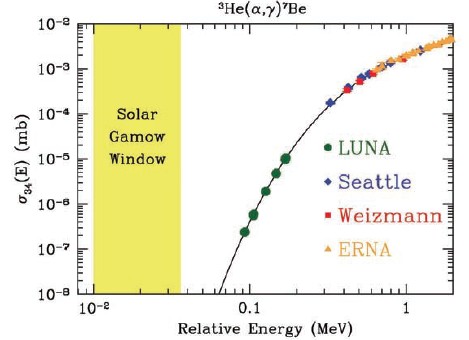 ³He(α,γ)⁷Be
σ₃₄(E) (mb)
10⁻²
10⁻³
10⁻⁴
10⁻⁵
10⁻⁶
10⁻⁷
10⁻⁸
Solar
Gamow
Window
LUNA
Seattle
Weizmann
ERNA
10⁻² 0.1 1
Relative Energy (MeV)